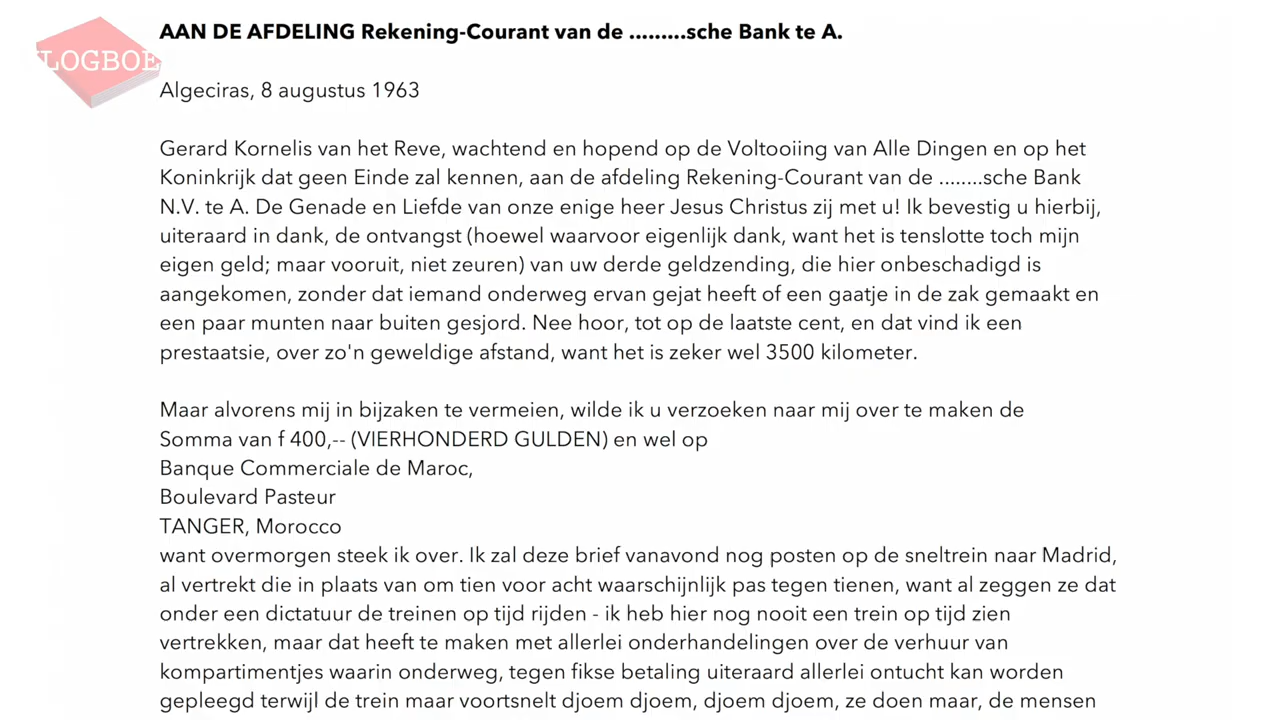 AAN DE AFDELING Rekening-Courant van de .........sche Bank te A.
LOGBOE
Algeciras, 8 augustus 1963
Gerard Kornelis van het Reve, wachtend en hopend op de Voltooiing van Alle Dingen en op het
Koninkrijk dat geen Einde zal kennen, aan de afdeling Rekening-Courant van de ........sche Bank
N.V. te A. De Genade en Liefde van onze enige heer Jesus Christus zij met u! Ik bevestig u hierbij,
uiteraard in dank, de ontvangst (hoewel waarvoor eigenlijk dank, want het is tenslotte toch mijn
eigen geld; maar vooruit, niet zeuren) van uw derde geldzending, die hier onbeschadigd is
aangekomen, zonder dat iemand onderweg ervan gejat heeft of een gaatje in de zak gemaakt en
een paar munten naar buiten gesjord. Nee hoor, tot op de laatste cent, en dat vind ik een
prestaatsie, over zo'n geweldige afstand, want het is zeker wel 3500 kilometer.
Maar alvorens mij in bijzaken te vermeien, wilde ik u verzoeken naar mij over te maken de
Somma van f 400,-- (VIERHONDERD GULDEN) en wel op
Banque Commerciale de Maroc,
Boulevard Pasteur
TANGER, Morocco
want overmorgen steek ik over. Ik zal deze brief vanavond nog posten op de sneltrein naar Madrid,
al vertrekt die in plaats van om tien voor acht waarschijnlijk pas tegen tienen, want al zeggen ze dat
onder een dictatuur de treinen op tijd rijden - ik heb hier nog nooit een trein op tijd zien
vertrekken, maar dat heeft te maken met allerlei onderhandelingen over de verhuur van
kompartimentjes waarin onderweg, tegen fikse betaling uiteraard allerlei ontucht kan worden
gepleegd terwijl de trein maar voortsnelt djoem djoem, djoem djoem, ze doen maar, de mensen